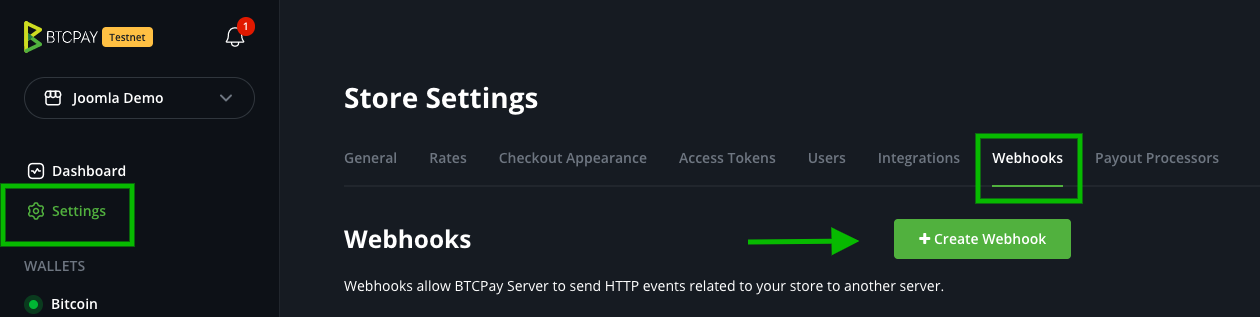 BTCPAY Testnet 1
Joomla Demo
Dashboard
Settings
WALLETS
Bitcoin
Store Settings
General Rates Checkout Appearance Access Tokens Users Integrations Webhooks Payout Processors
Webhooks
+ Create Webhook
Webhooks allow BTCPay Server to send HTTP events related to your store to another server.